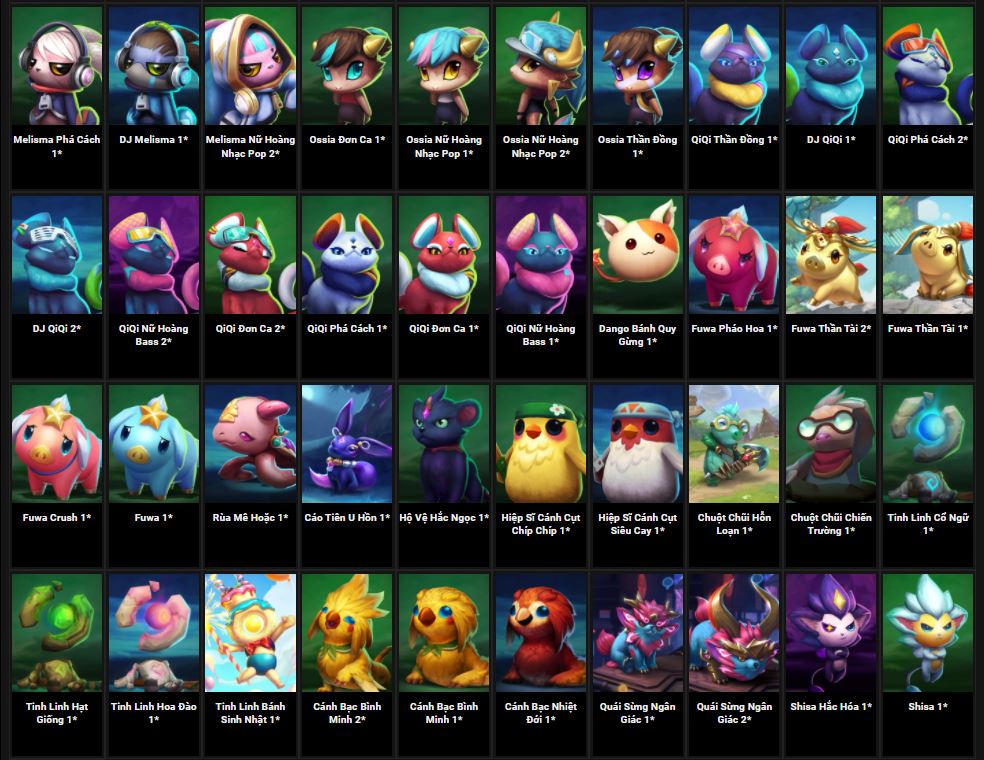 Melisma Phá Cách
1*
DJ Melisma 1*
Melisma Nữ Hoàng
Nhạc Pop 2*
Ossia Đơn Ca 1*
Ossia Nữ Hoàng
Nhạc Pop 1*
Ossia Nữ Hoàng
Nhạc Pop 2*
Ossia Thần Đồng
1*
QiQi Thần Đồng 1*
DJ QiQi 1*
QiQi Phá Cách 2*
DJ QiQi 2*
QiQi Nữ Hoàng
Bass 2*
QiQi Đơn Ca 2*
QiQi Phá Cách 1*
QiQi Đơn Ca 1*
QiQi Nữ Hoàng
Bass 1*
Dango Bánh Quy
Gừng 1*
Fuwa Pháo Hoa 1*
Fuwa Thần Tài 2*
Fuwa Thần Tài 1*
Fuwa Crush 1*
Fuwa 1*
Rùa Mê Hoặc 1*
Cáo Tiên U Hồn 1*
Hộ Vệ Hắc Ngọc 1*
Hiệp Sĩ Cánh Cụt
Chíp Chíp 1*
Hiệp Sĩ Cánh Cụt
Siêu Cay 1*
Chuột Chũi Hỗn
Loạn 1*
Chuột Chũi Chiến
Trường 1*
Tinh Linh Cổ Ngữ
1*
Tinh Linh Hạt
Giống 1*
Tinh Linh Hoa Đào
1*
Tinh Linh Bánh
Sinh Nhật 1*
Cánh Bạc Bình
Minh 2*
Cánh Bạc Bình
Minh 1*
Cánh Bạc Nhiệt
Đới 1*
Quái Sừng Ngân
Giác 1*
Quái Sừng Ngân
Giác 2*
Shisa Hắc Hóa 1*
Shisa 1*